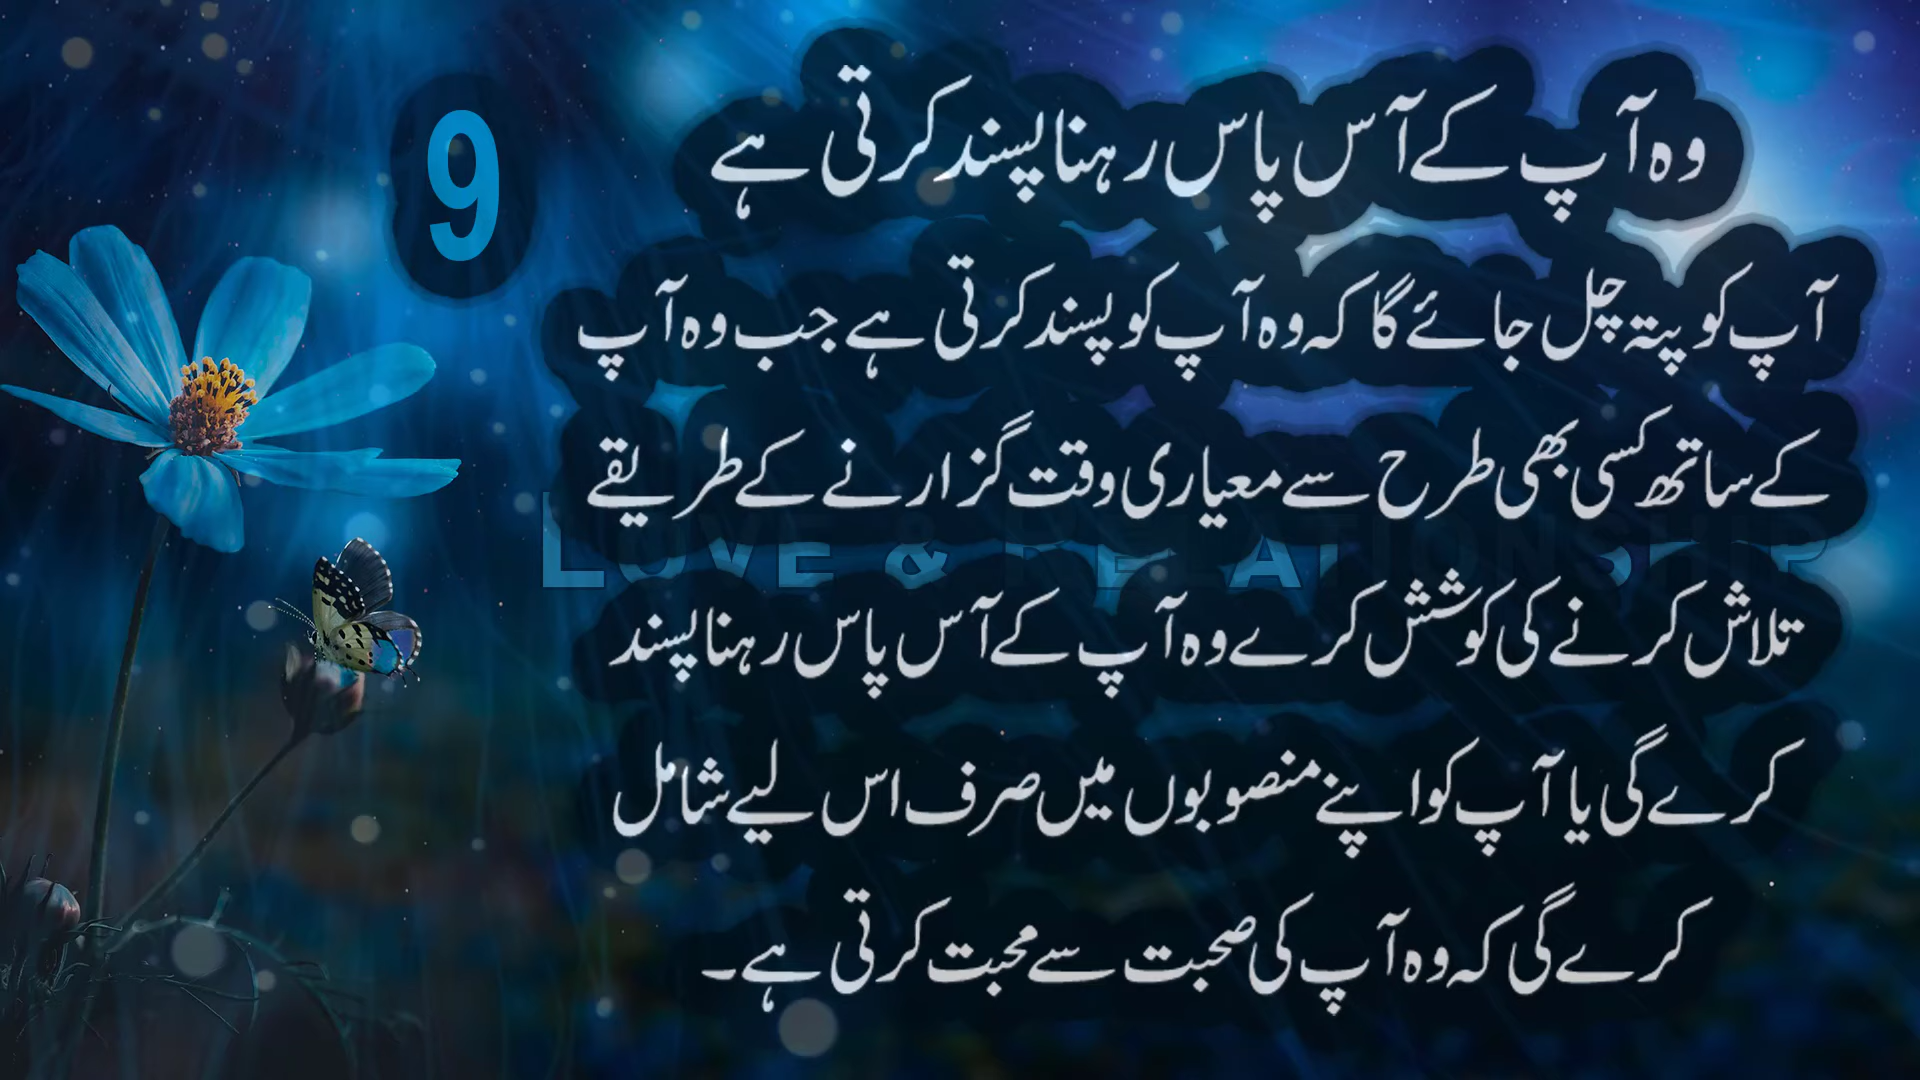 9
وہ آپ کے آس پاس رہنا پسند کرتی ہے
آپ کو پتہ چل جائے گا کہ وہ آپ کو پسند کرتی ہے جب وہ آپ
کے ساتھ کسی بھی طرح سے معیاری وقت گزارنے کے طریقے
LOVE & RELATIONSHIP
تلاش کرنے کی کوشش کرے وہ آپ کے آس پاس رہنا پسند
کرے گی یا آپ کو اپنے منصوبوں میں صرف اس لیے شامل
کرے گی کہ وہ آپ کی صحبت سے محبت کرتی ہے۔